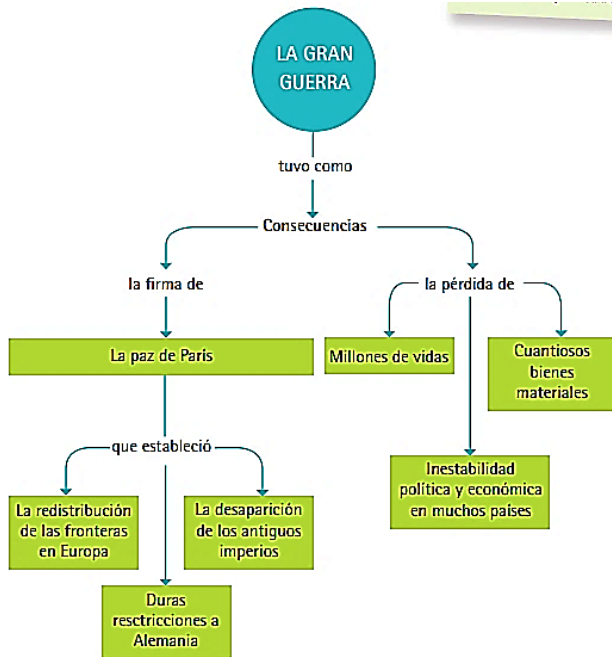 LA GRAN
GUERRA
tuvo como
Consecuencias
la firma de
la pérdida de
La paz de Paris
Millones de vidas
Cuantiosos
bienes
materiales
que estableció
La redistribución
de las fronteras
en Europa
La desaparición
de los antiguos
imperios
Inestabilidad
política y económica
en muchos países
Duras
resctricciones a
Alemania